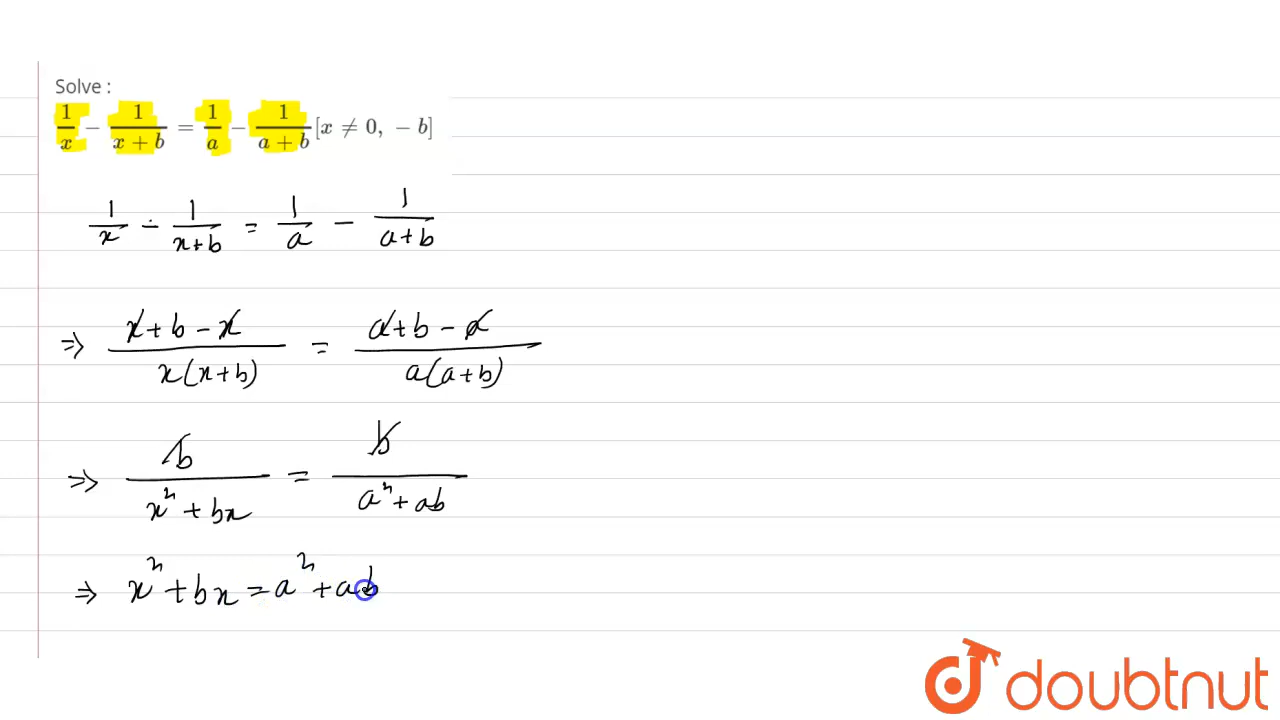 Solve :
1/x - 1/(x + b) = 1/a - 1/(a + b) [x ≠ 0, - b]
1/x - 1/(x+b) = 1/a - 1/(a+b)
⇒ (x+b-x)/(x(x+b)) = (a+b-a)/(a(a+b))
⇒ b/(x²+bx) = b/(a²+ab)
⇒ x²+bx = a²+ab
doubtnut